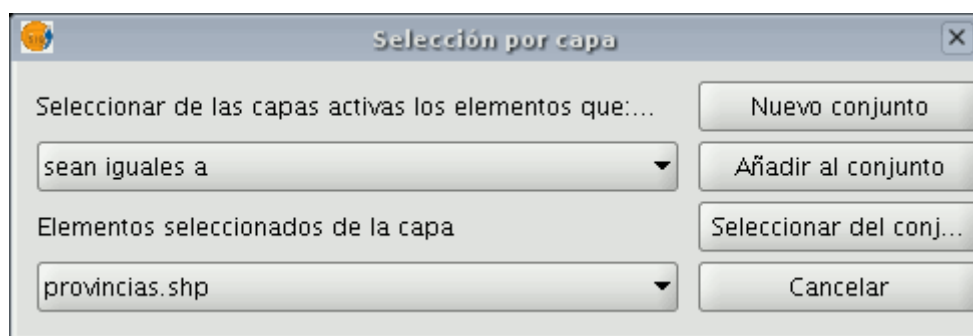 Selección por capa
Seleccionar de las capas activas los elementos que:...
Nuevo conjunto
sean iguales a
Añadir al conjunto
Elementos seleccionados de la capa
Seleccionar del conj...
provincias.shp
Cancelar